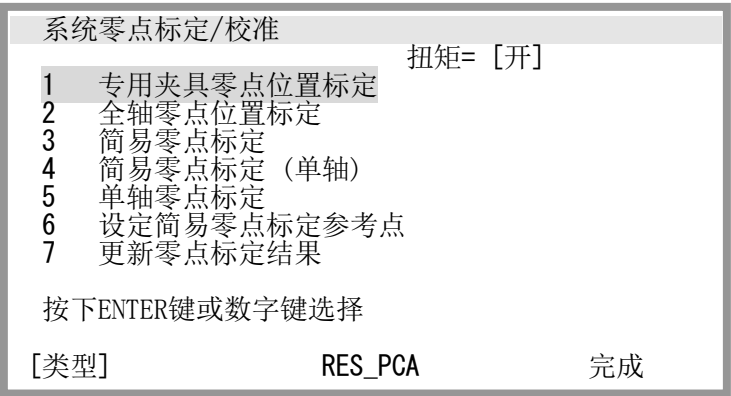 系统零点标定/校准
扭矩= [开]
1 专用夹具零点位置标定
2 全轴零点位置标定
3 简易零点标定
4 简易零点标定 (单轴)
5 单轴零点标定
6 设定简易零点标定参考点
7 更新零点标定结果
按下ENTER键或数字键选择
[类型] RES_PCA 完成